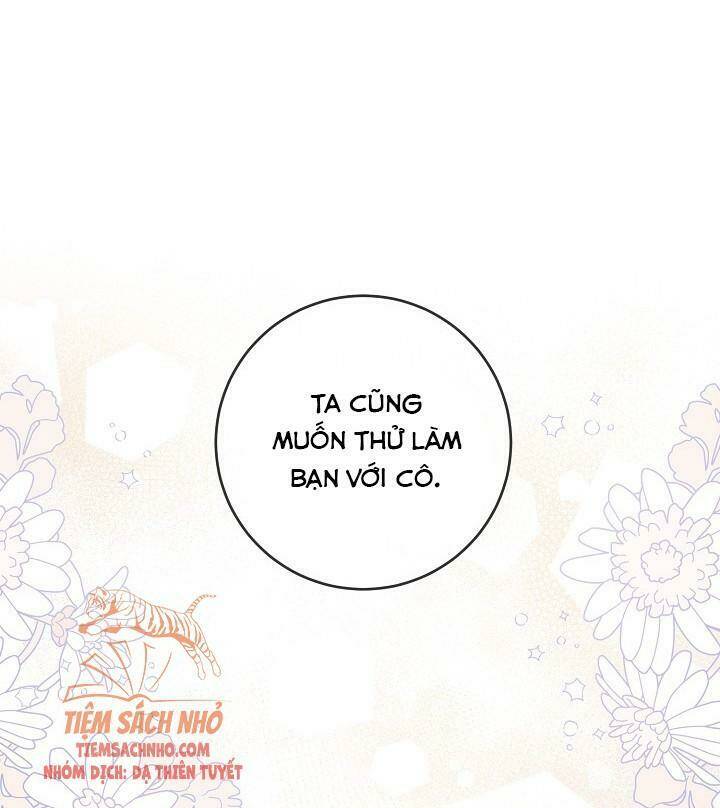 TA CŨNG
MUỐN THỬ LÀM
BẠN VỚI CÔ.
TIỆM SÁCH NHỎ
TIEMSACHNHO.COM
NHÓM DỊCH: DẠ THIÊN TUYẾT